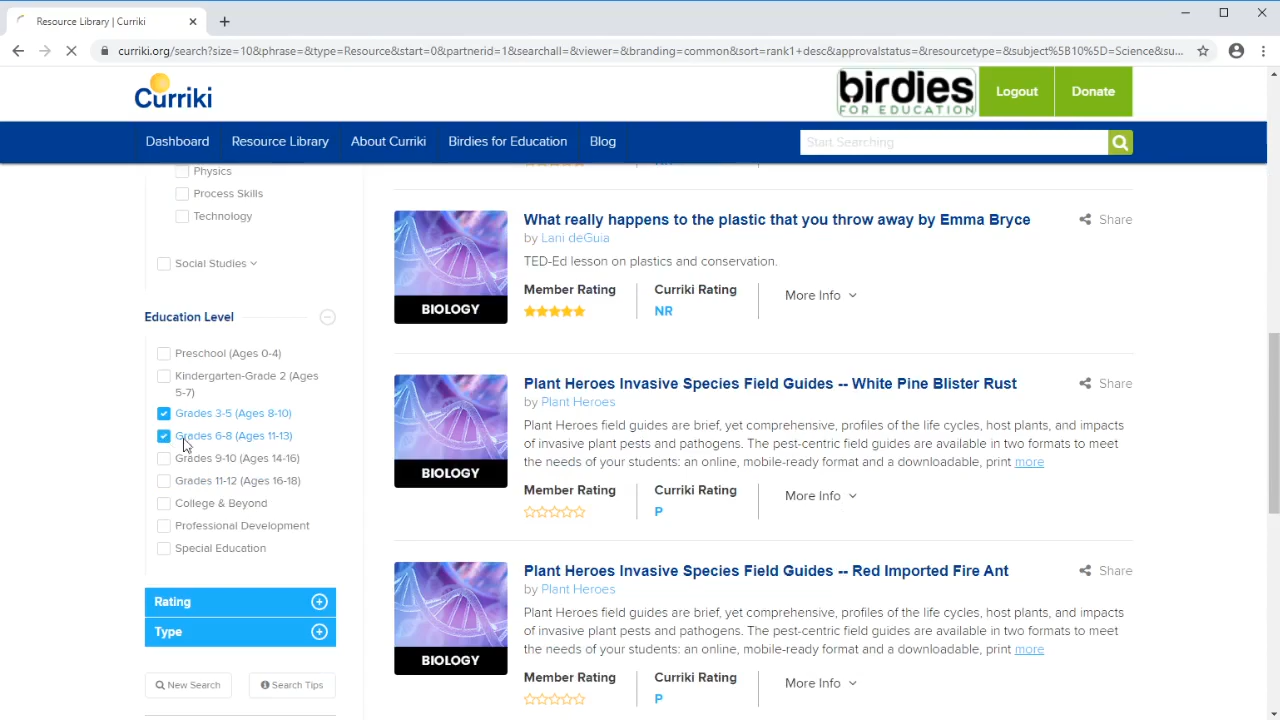 Resource Library | Curriki
curriki.org/search?size=10&phrase=&type=Resource&start=0&partnerid=1&searchall=&viewer=&branding=common&sort=rank1+desc&approvalstatus=&resourcetype=&subject%5B10%5D=Science&su...
Curriki
birdies
FOR EDUCATION
Logout
Donate
Dashboard
Resource Library
About Curriki
Birdies for Education
Blog
Start Searching
Physics
Process Skills
Technology
Social Studies
Education Level
Preschool (Ages 0-4)
Kindergarten-Grade 2 (Ages
5-7)
Grades 3-5 (Ages 8-10)
Grades 6-8 (Ages 11-13)
Grades 9-10 (Ages 14-16)
Grades 11-12 (Ages 16-18)
College & Beyond
Professional Development
Special Education
Rating
Type
New Search
Search Tips
What really happens to the plastic that you throw away by Emma Bryce
Share
by Lani deGuia
TED-Ed lesson on plastics and conservation.
BIOLOGY
Member Rating
Curriki Rating
NR
More Info
Plant Heroes Invasive Species Field Guides -- White Pine Blister Rust
Share
by Plant Heroes
Plant Heroes field guides are brief, yet comprehensive, profiles of the life cycles, host plants, and impacts
of invasive plant pests and pathogens. The pest-centric field guides are available in two formats to meet
the needs of your students: an online, mobile-ready format and a downloadable, print more
BIOLOGY
Member Rating
Curriki Rating
P
More Info
Plant Heroes Invasive Species Field Guides -- Red Imported Fire Ant
Share
by Plant Heroes
Plant Heroes field guides are brief, yet comprehensive, profiles of the life cycles, host plants, and impacts
of invasive plant pests and pathogens. The pest-centric field guides are available in two formats to meet
the needs of your students: an online, mobile-ready format and a downloadable, print more
BIOLOGY
Member Rating
Curriki Rating
P
More Info